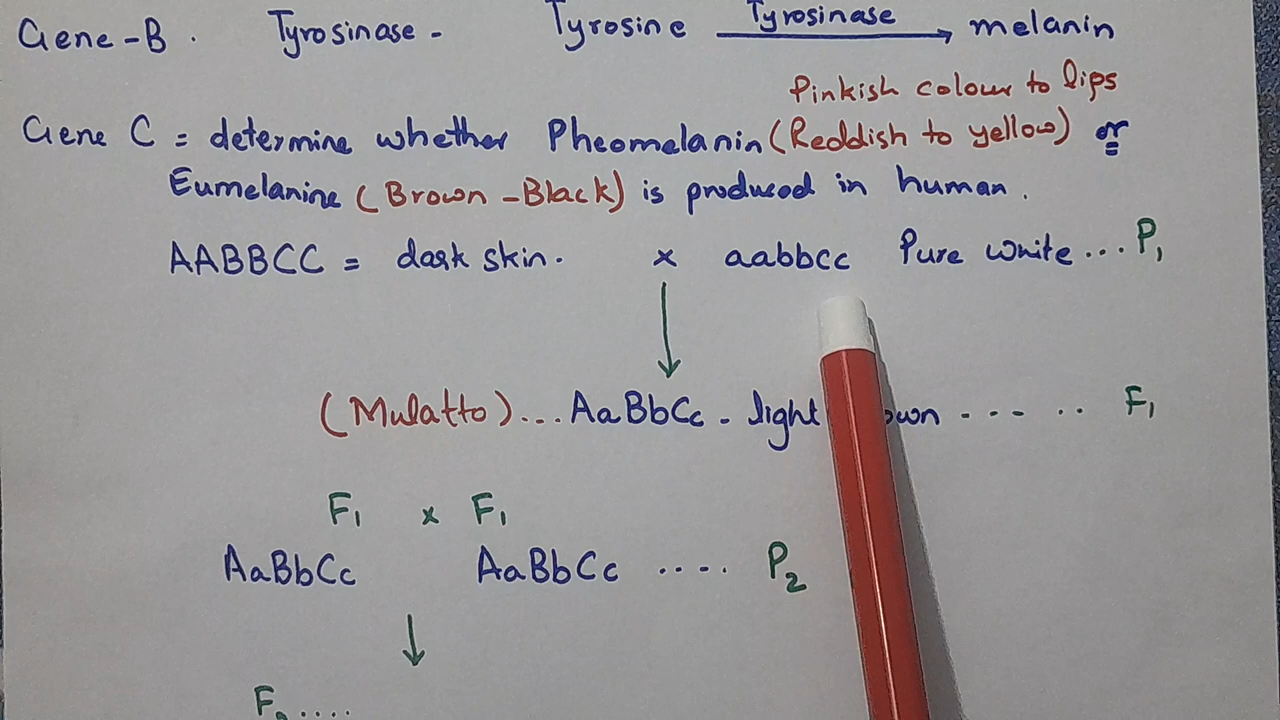 Gene-B. Tyrosinase- Tyrosine Tyrosinase melanin
Pinkish colour to lips
Gene C = determine whether Pheomelanin (Reddish to yellow) or
Eumelanine (Brown-Black) is produced in human.
AABBCC = dark skin. x aabbcc Pure white... P1
(Mulatto)...AaBbCc - light own - - - .. F1
F1 x F1
AaBbCc AaBbCc .... P2